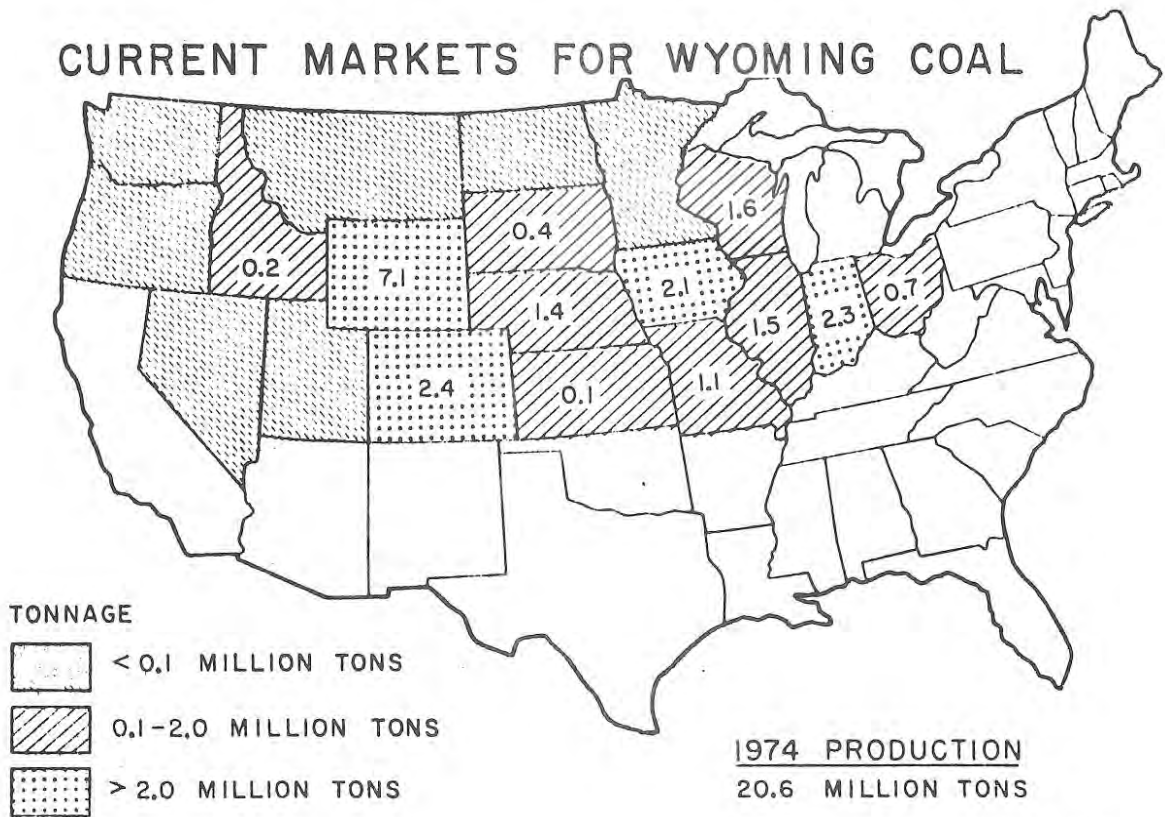 CURRENT MARKETS FOR WYOMING COAL
1.6
0.4
0.2
7.1
2.1
0.7
1.4
1.5
2.3
2.4
0.1
1.1
TONNAGE
< 0.1 MILLION TONS
0.1-2.0 MILLION TONS
> 2.0 MILLION TONS
1974 PRODUCTION
20.6 MILLION TONS